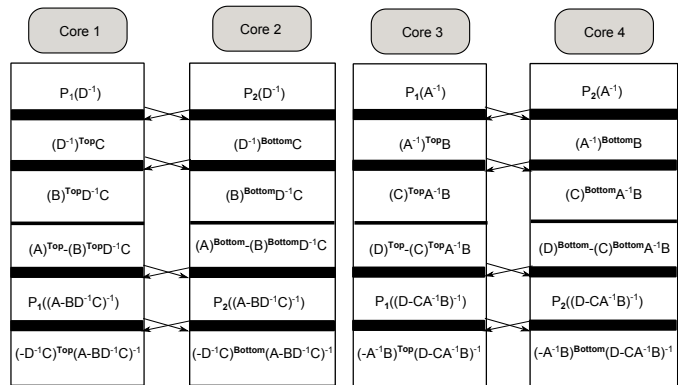 Core 1 Core 2 Core 3 Core 4
P₁(D⁻¹) P₂(D⁻¹) P₁(A⁻¹) P₂(A⁻¹)
(D⁻¹)ᵀᵒᵖC (D⁻¹)ᴮᵒᵗᵗᵒᵐC (A⁻¹)ᵀᵒᵖB (A⁻¹)ᴮᵒᵗᵗᵒᵐB
(B)ᵀᵒᵖD⁻¹C (B)ᴮᵒᵗᵗᵒᵐD⁻¹C (C)ᵀᵒᵖA⁻¹B (C)ᴮᵒᵗᵗᵒᵐA⁻¹B
(A)ᵀᵒᵖ-(B)ᵀᵒᵖD⁻¹C (A)ᴮᵒᵗᵗᵒᵐ-(B)ᴮᵒᵗᵗᵒᵐD⁻¹C (D)ᵀᵒᵖ-(C)ᵀᵒᵖA⁻¹B (D)ᴮᵒᵗᵗᵒᵐ-(C)ᴮᵒᵗᵗᵒᵐA⁻¹B
P₁((A-BD⁻¹C)⁻¹) P₂((A-BD⁻¹C)⁻¹) P₁((D-CA⁻¹B)⁻¹) P₂((D-CA⁻¹B)⁻¹)
(-D⁻¹C)ᵀᵒᵖ(A-BD⁻¹C)⁻¹ (-D⁻¹C)ᴮᵒᵗᵗᵒᵐ(A-BD⁻¹C)⁻¹ (-A⁻¹B)ᵀᵒᵖ(D-CA⁻¹B)⁻¹ (-A⁻¹B)ᴮᵒᵗᵗᵒᵐ(D-CA⁻¹B)⁻¹